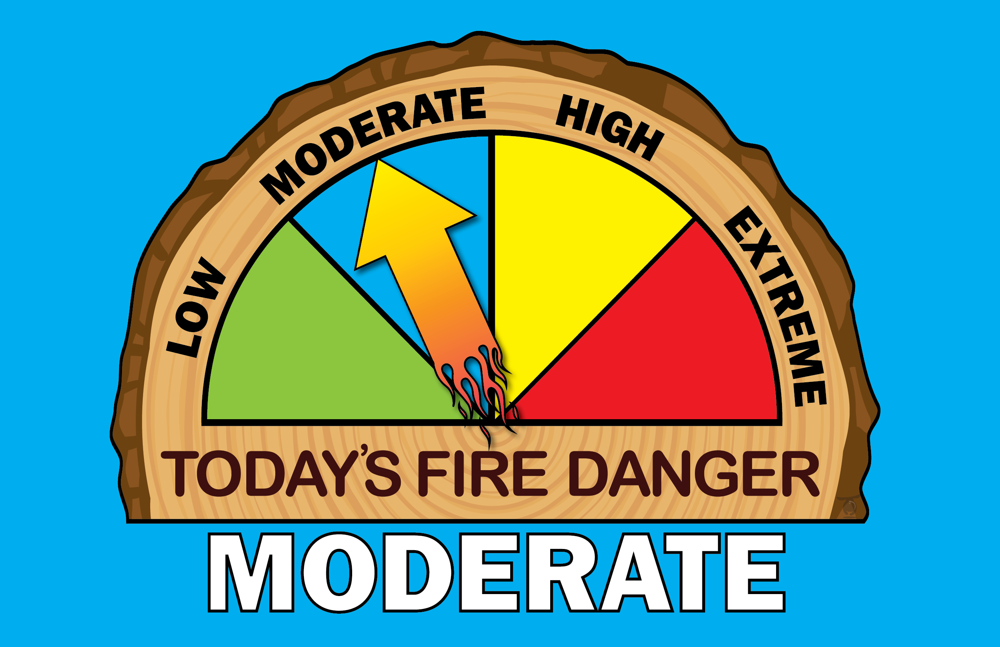 LOW
MODERATE
HIGH
EXTREME
TODAY'S FIRE DANGER
MODERATE